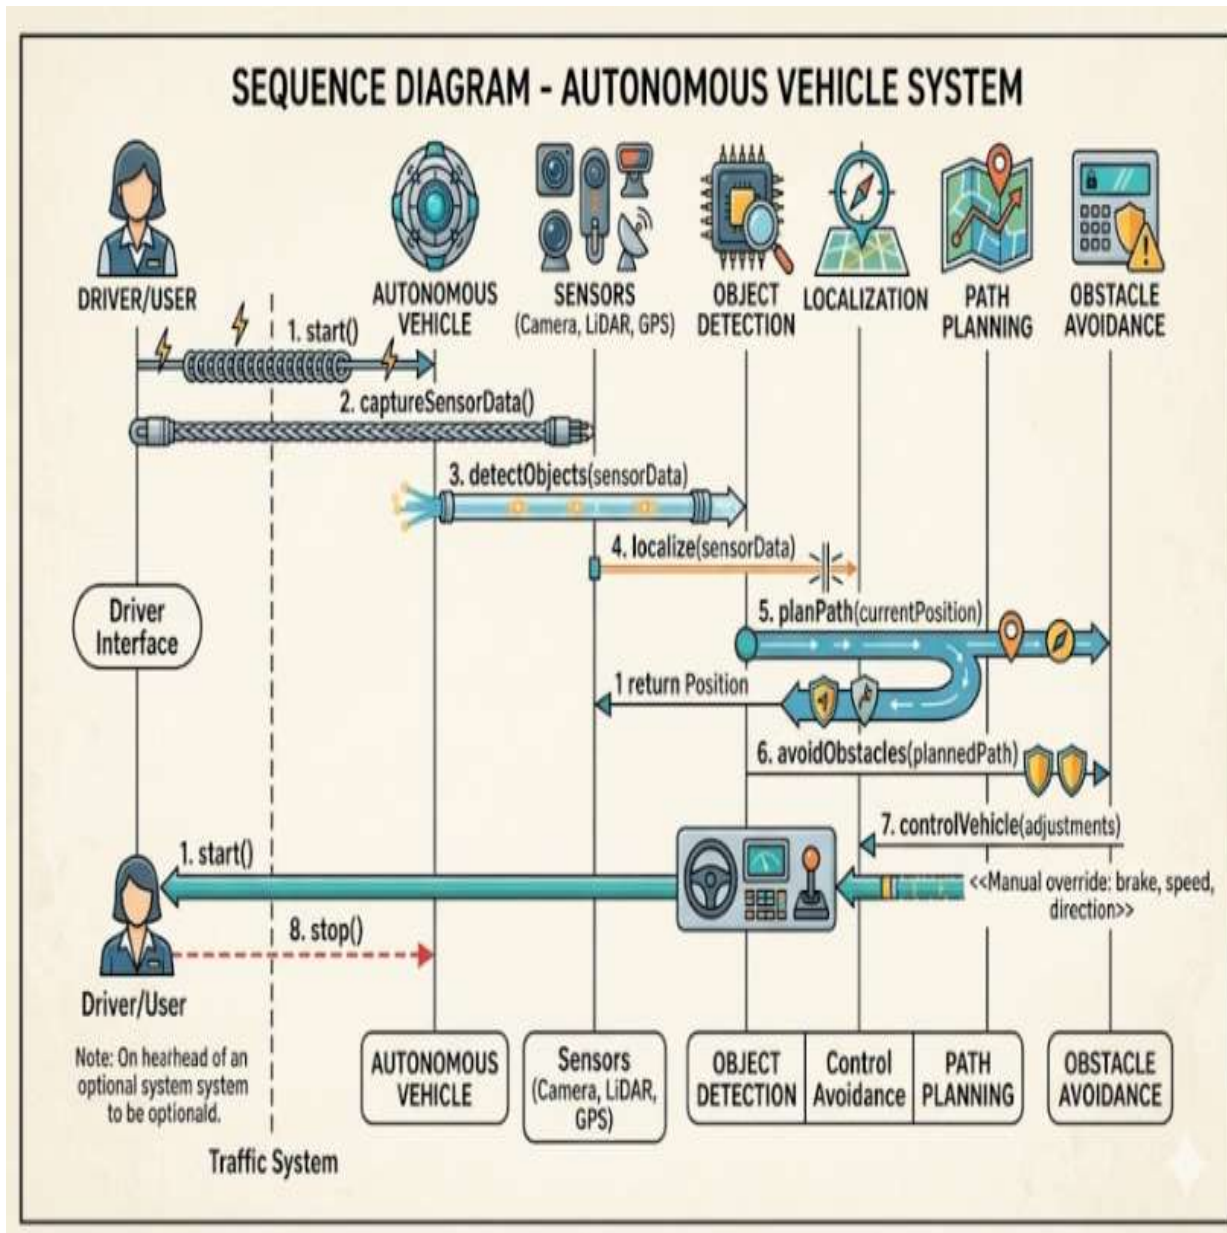 SEQUENCE DIAGRAM - AUTONOMOUS VEHICLE SYSTEM
DRIVER/USER
AUTONOMOUS
VEHICLE
SENSORS
(Camera, LiDAR, GPS)
OBJECT
DETECTION
LOCALIZATION
PATH
PLANNING
OBSTACLE
AVOIDANCE
1. start()
2. captureSensorData()
3. detectObjects(sensorData)
4. localize(sensorData)
Driver
Interface
5. planPath(currentPosition)
1 return Position
6. avoidObstacles(plannedPath)
7. controlVehicle(adjustments)
1. start()
<<Manual override: brake, speed,
direction>>
8. stop()
Driver/User
Note: On hearhead of an
optional system system
to be optionald.
Traffic System
AUTONOMOUS
VEHICLE
Sensors
(Camera, LiDAR,
GPS)
OBJECT
DETECTION
Control
Avoidance
PATH
PLANNING
OBSTACLE
AVOIDANCE